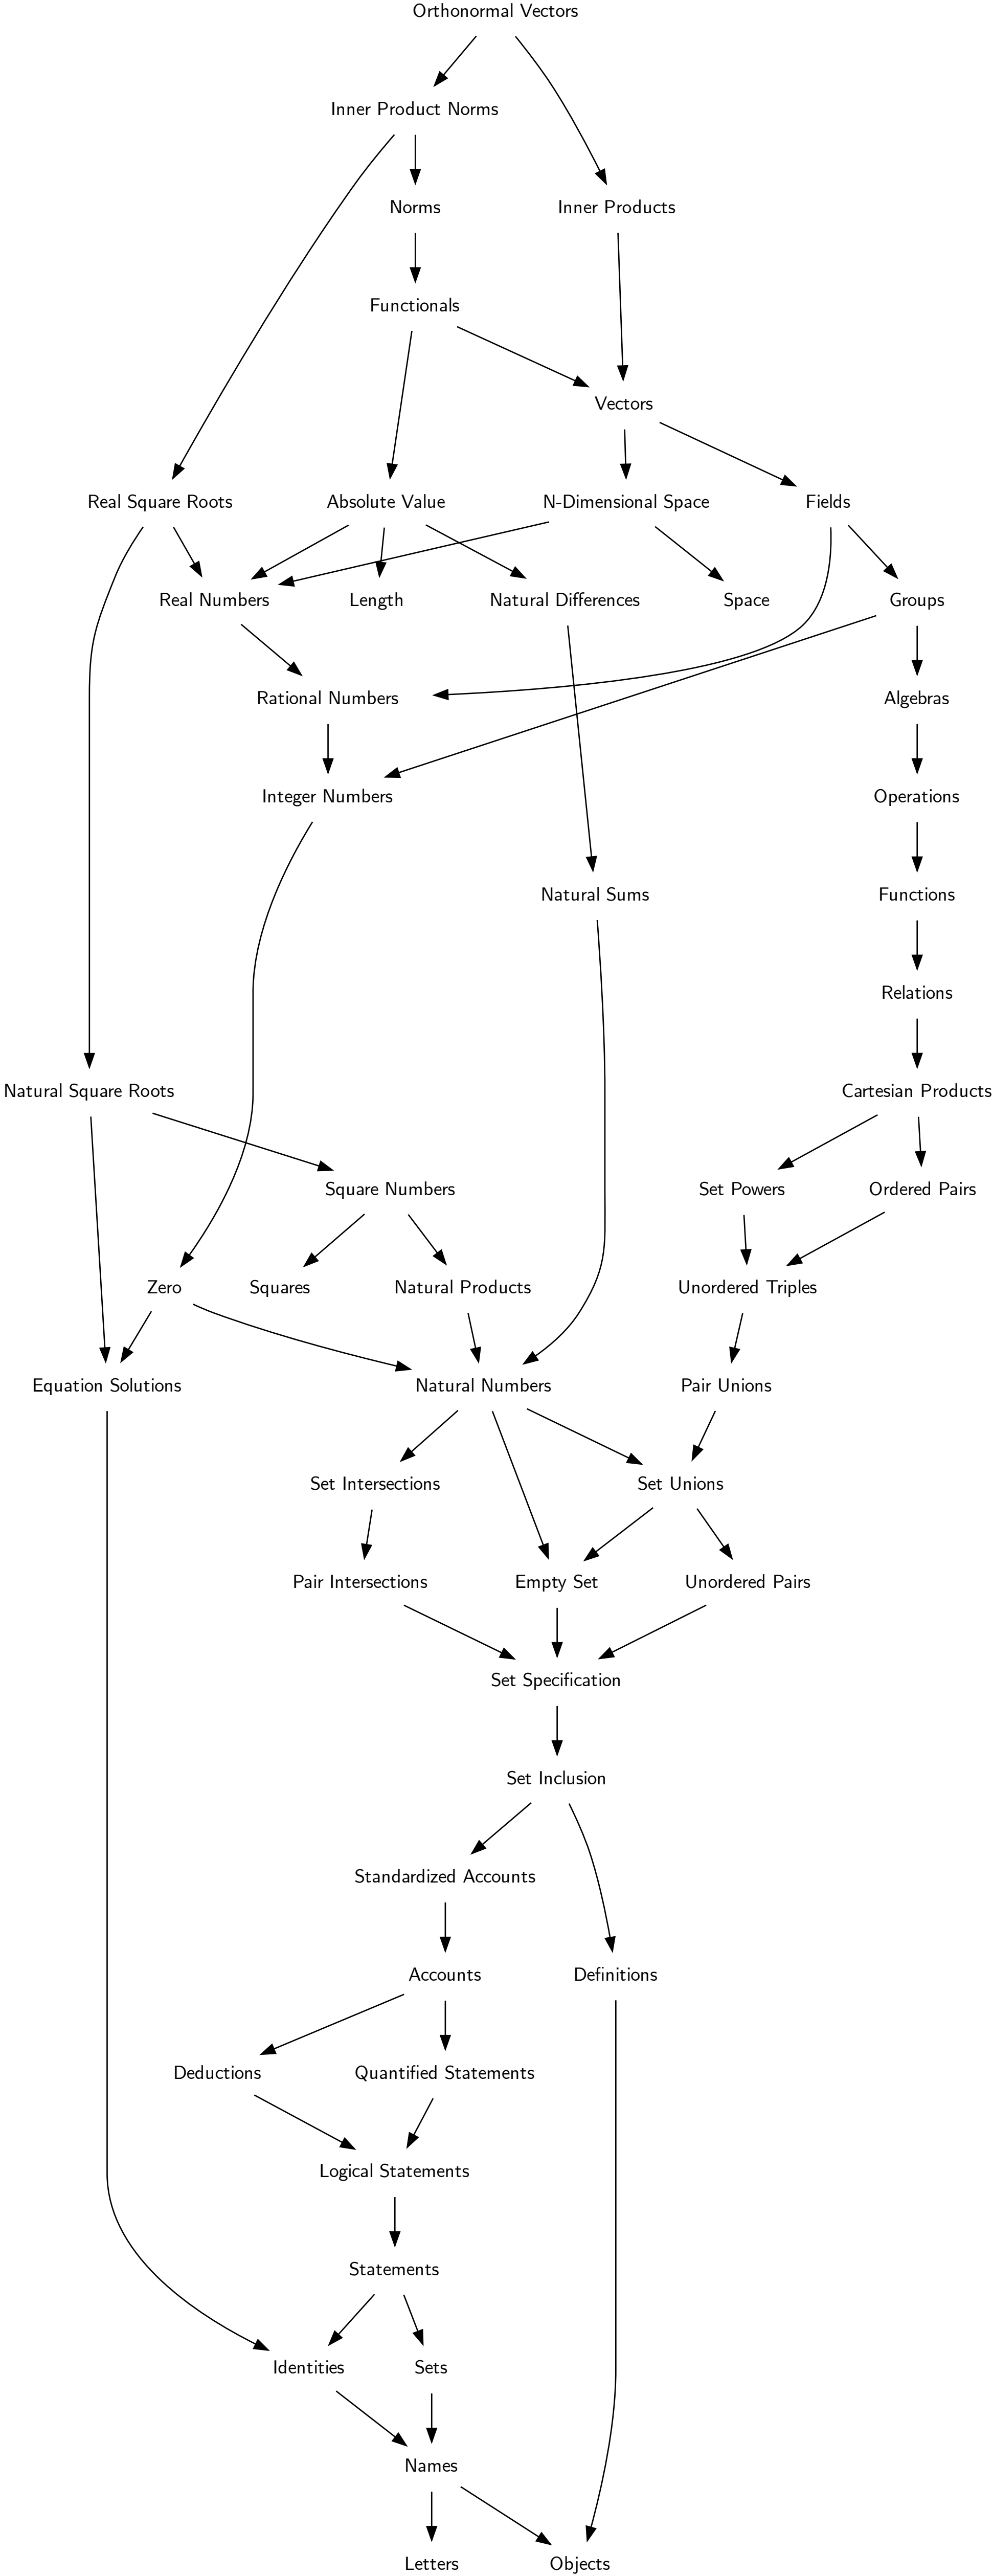 Orthonormal Vectors
Inner Product Norms
Norms
Inner Products
Functionals
Vectors
Real Square Roots
Absolute Value
N-Dimensional Space
Fields
Real Numbers
Length
Natural Differences
Space
Groups
Rational Numbers
Algebras
Integer Numbers
Operations
Natural Sums
Functions
Relations
Natural Square Roots
Cartesian Products
Square Numbers
Set Powers
Ordered Pairs
Zero
Squares
Natural Products
Unordered Triples
Equation Solutions
Natural Numbers
Pair Unions
Set Intersections
Set Unions
Pair Intersections
Empty Set
Unordered Pairs
Set Specification
Set Inclusion
Standardized Accounts
Accounts
Definitions
Deductions
Quantified Statements
Logical Statements
Statements
Identities
Sets
Names
Letters
Objects